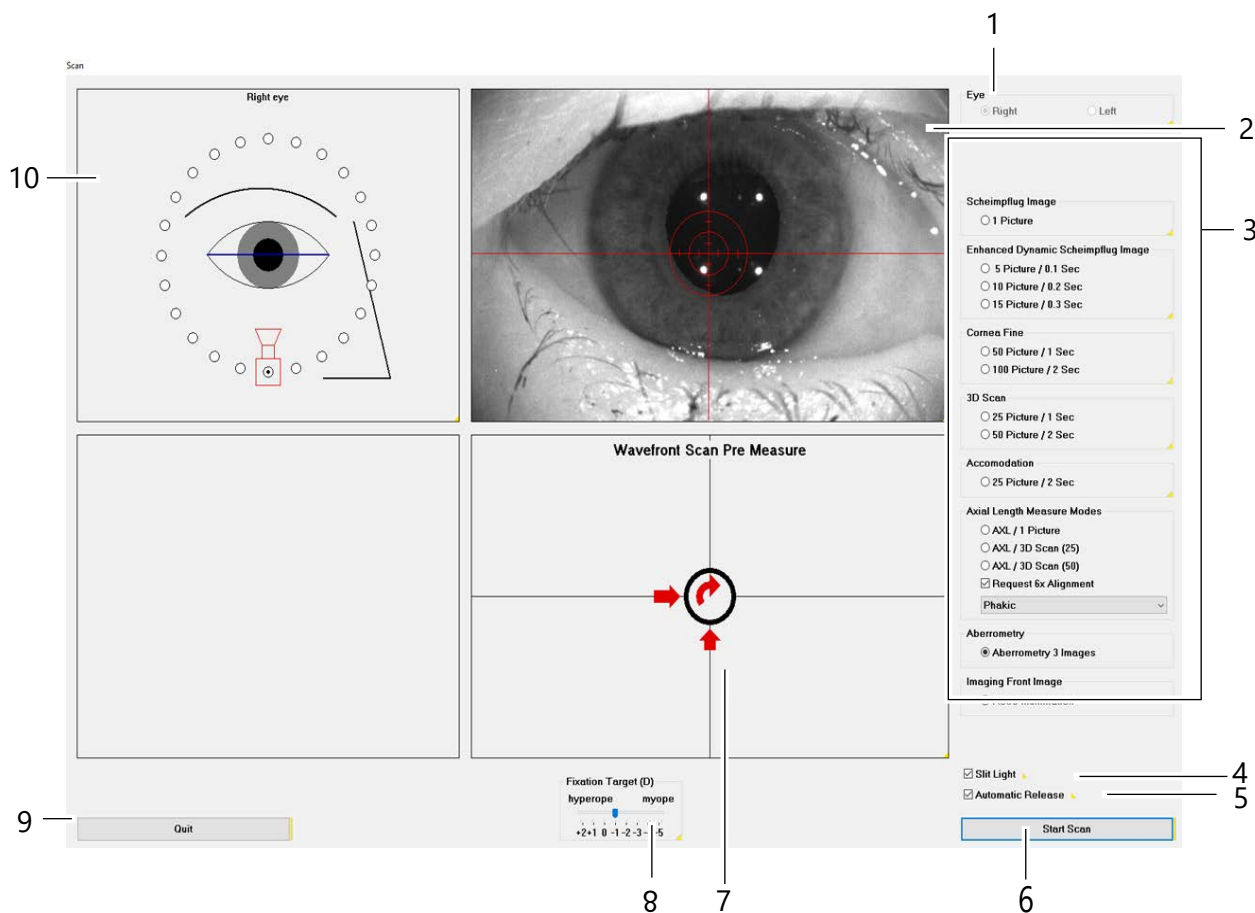 1
Scan
Right eye
Eye
Right Left
2
10
Scheimpflug Image
1 Picture
3
Enhanced Dynamic Scheimpflug Image
5 Picture / 0.1 Sec
10 Picture / 0.2 Sec
15 Picture / 0.3 Sec
Cornea Fine
50 Picture / 1 Sec
100 Picture / 2 Sec
3D Scan
25 Picture / 1 Sec
50 Picture / 2 Sec
Wavefront Scan Pre Measure
Accomodation
25 Picture / 2 Sec
Axial Length Measure Modes
AXL / 1 Picture
AXL / 3D Scan (25)
AXL / 3D Scan (50)
Request 6x Alignment
Phakic
Aberrometry
Aberrometry 3 Images
Imaging Front Image
Slit Light
4
Automatic Release
5
Fixation Target (D)
hyperope myope
+2 +1 0 -1 -2 -3 -5
9
Quit
Start Scan
8
7
6